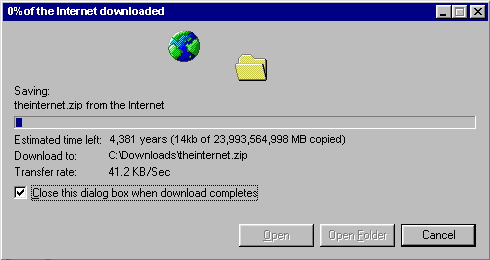 0% of the Internet downloaded
Saving:
theinternet.zip from the Internet
Estimated time left: 4,381 years (14kb of 23,993,564,998 MB copied)
Download to: C:\Downloads\theinternet.zip
Transfer rate: 41.2 KB/Sec
Close this dialog box when download completes
Open Open Folder Cancel